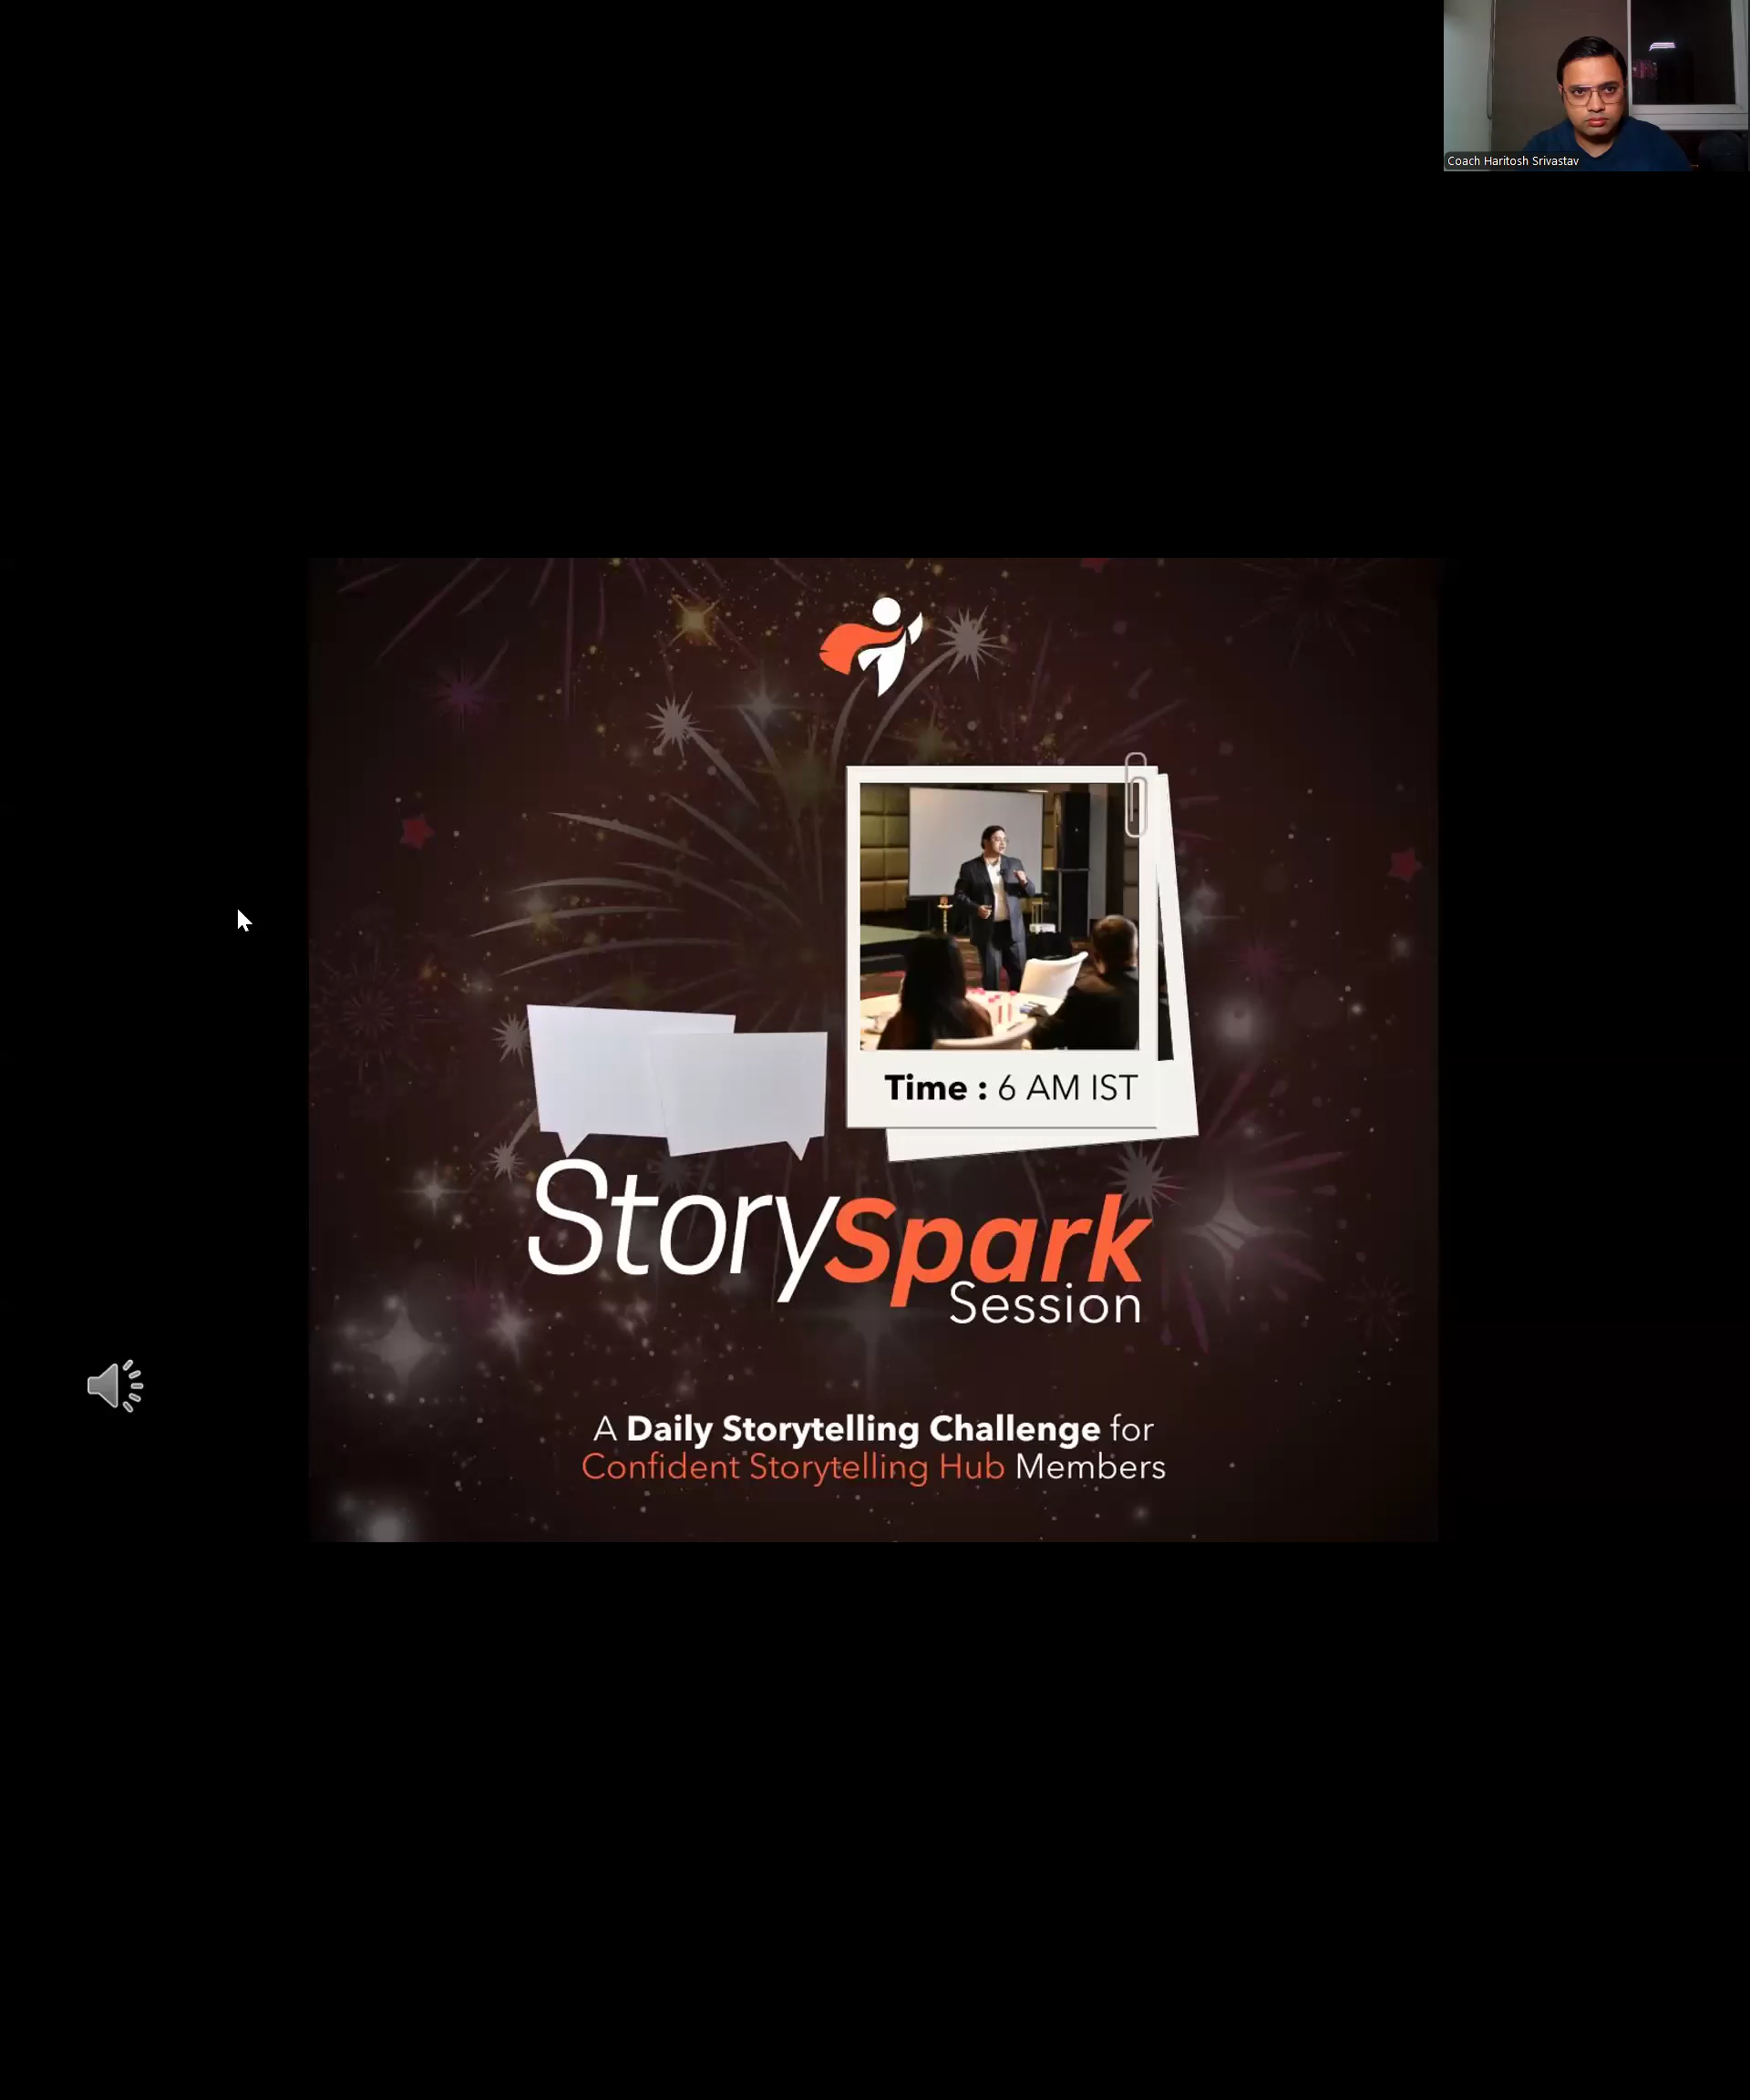 Coach Haritosh Srivastav
Time : 6 AM IST
StorySpark
Session
A Daily Storytelling Challenge for
Confident Storytelling Hub Members